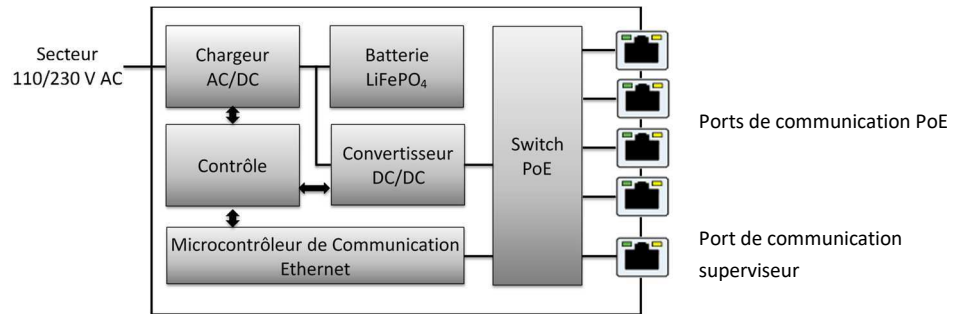 Secteur
110/230 V AC
Chargeur
AC/DC
Batterie
LiFePO₄
Contrôle
Convertisseur
DC/DC
Switch
PoE
Microcontrôleur de Communication
Ethernet
Ports de communication PoE
Port de communication
superviseur